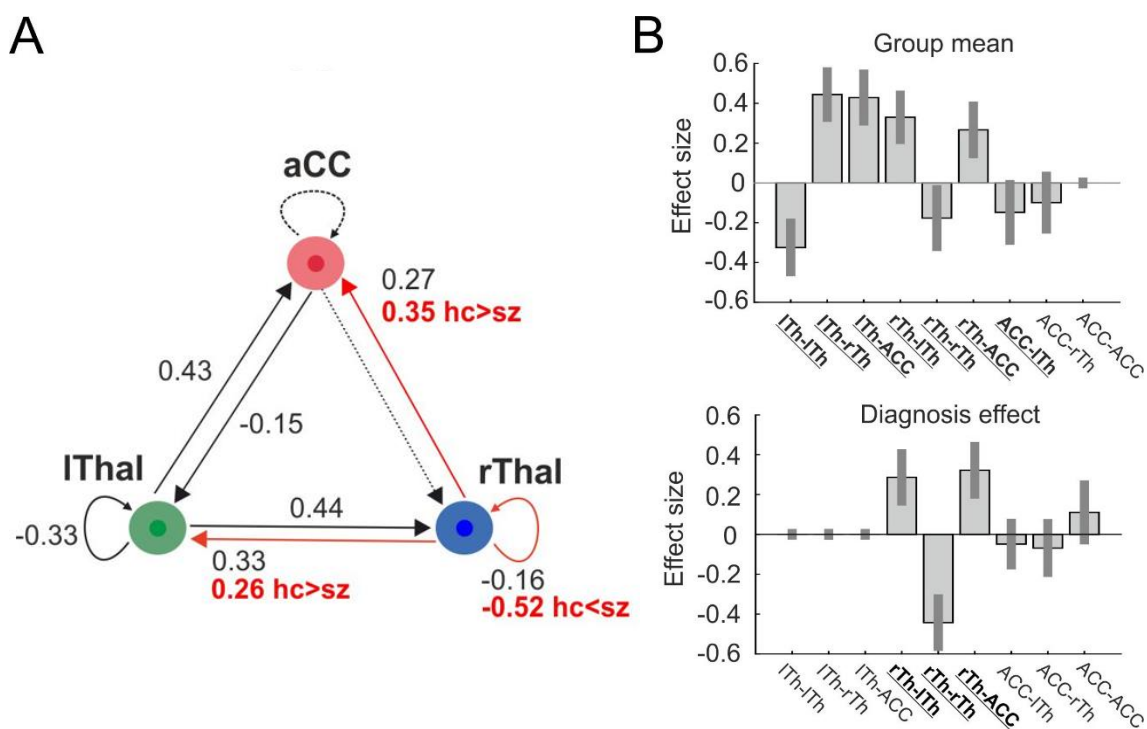 A
aCC
0.27
0.35 hc>sz
0.43
-0.15
lThal
rThal
-0.33
0.44
0.33
0.26 hc>sz
-0.16
-0.52 hc<sz
B
Group mean
Effect size
0.6
0.4
0.2
0
-0.2
-0.4
-0.6
lTh-lTh
lTh-rTh
lTh-ACC
rTh-lTh
rTh-rTh
rTh-ACC
ACC-lTh
ACC-rTh
ACC-ACC
Diagnosis effect
Effect size
0.6
0.4
0.2
0
-0.2
-0.4
-0.6
lTh-lTh
lTh-rTh
lTh-ACC
rTh-lTh
rTh-rTh
rTh-ACC
ACC-lTh
ACC-rTh
ACC-ACC